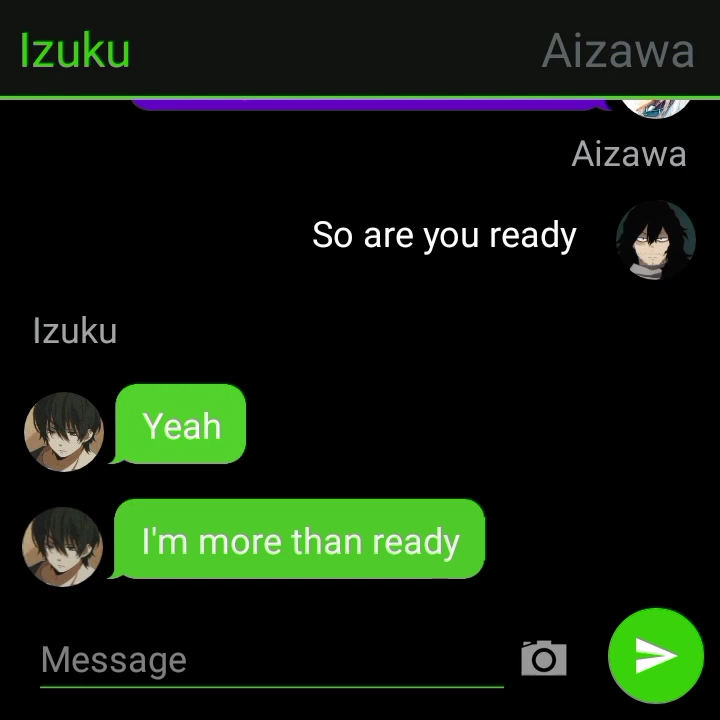 Izuku
Aizawa
Aizawa
So are you ready
Izuku
Yeah
I'm more than ready
Message